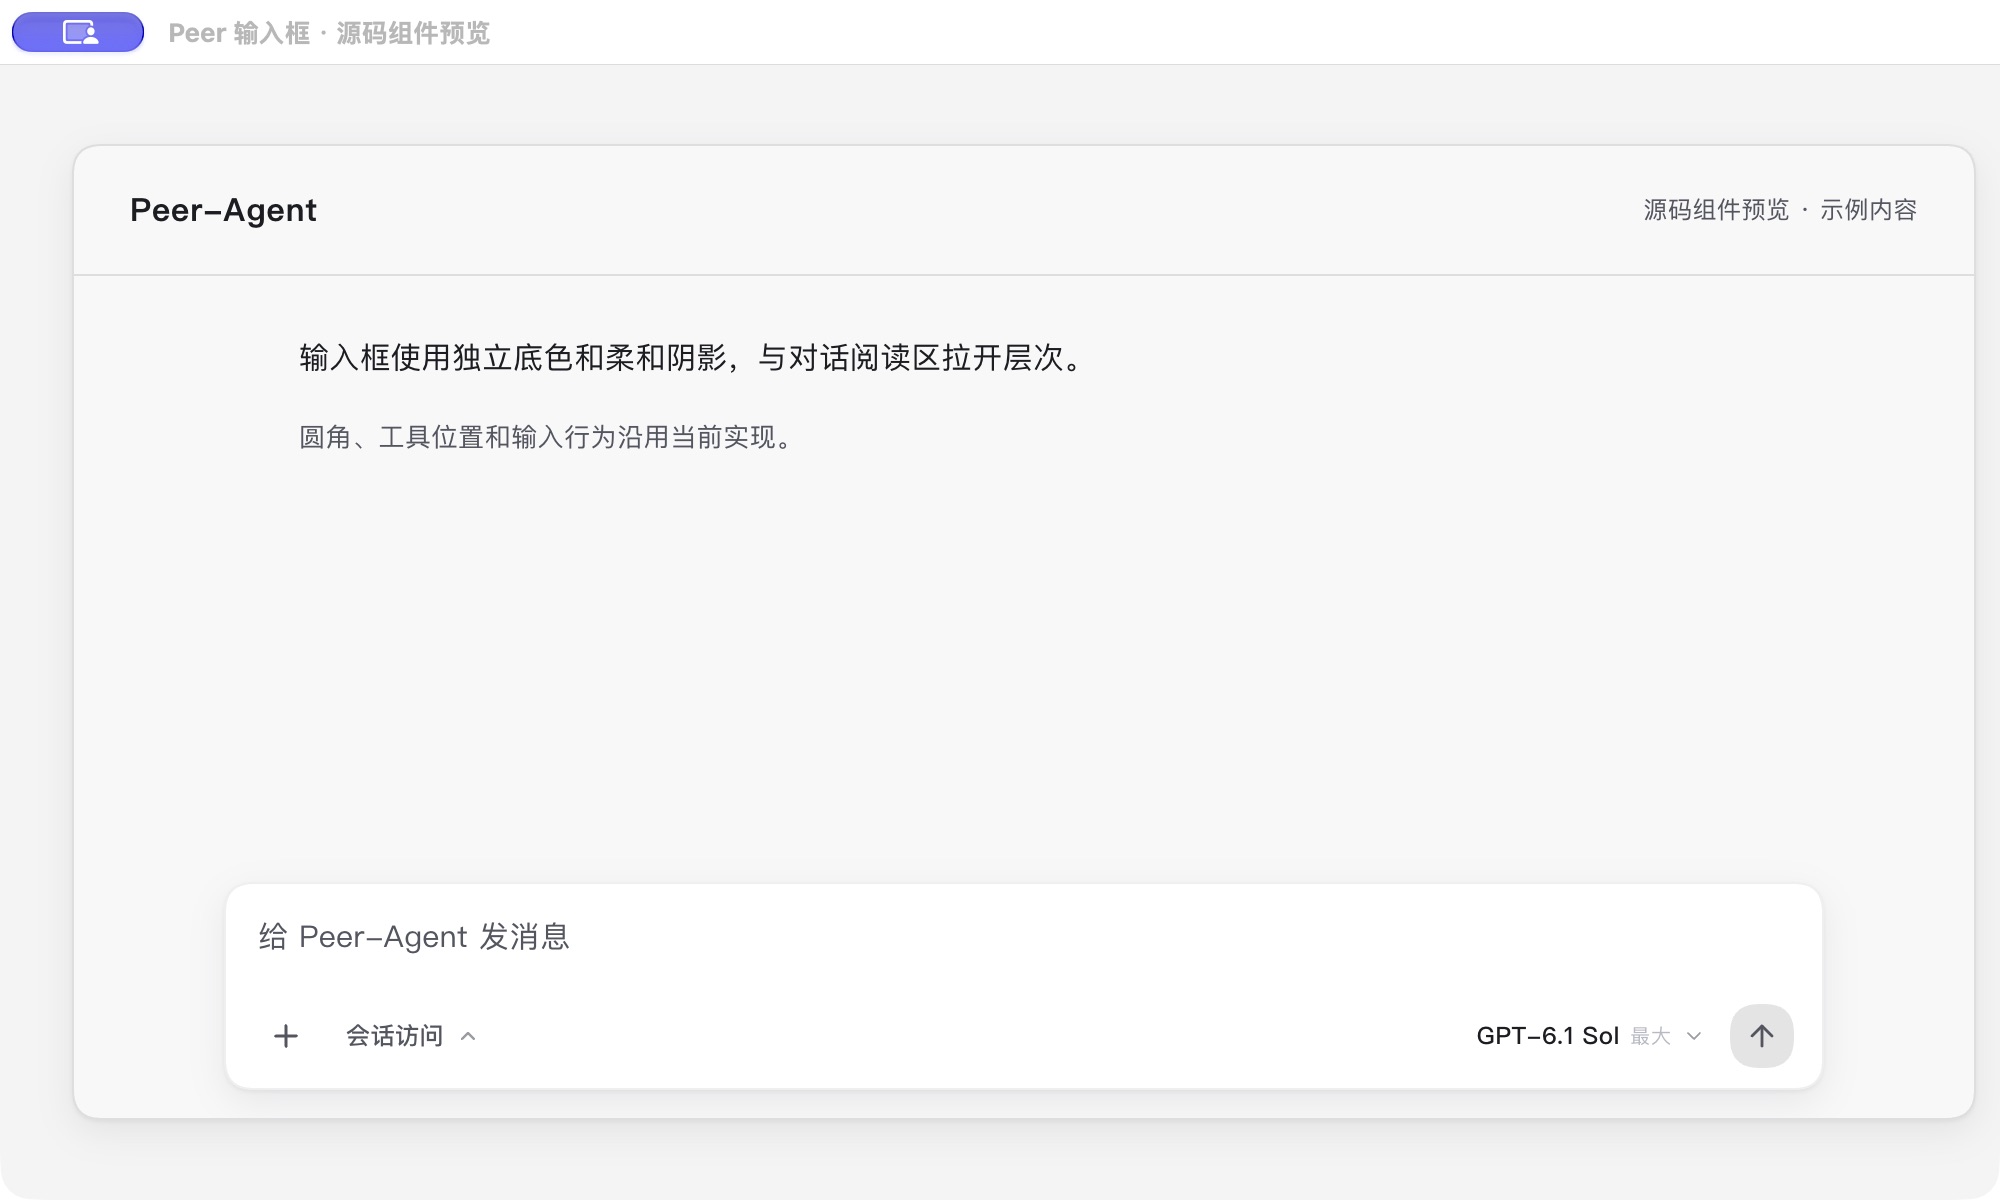 Peer 输入框 · 源码组件预览
Peer-Agent
源码组件预览 · 示例内容
输入框使用独立底色和柔和阴影，与对话阅读区拉开层次。
圆角、工具位置和输入行为沿用当前实现。
给 Peer-Agent 发消息
会话访问
GPT-6.1 Sol 最大